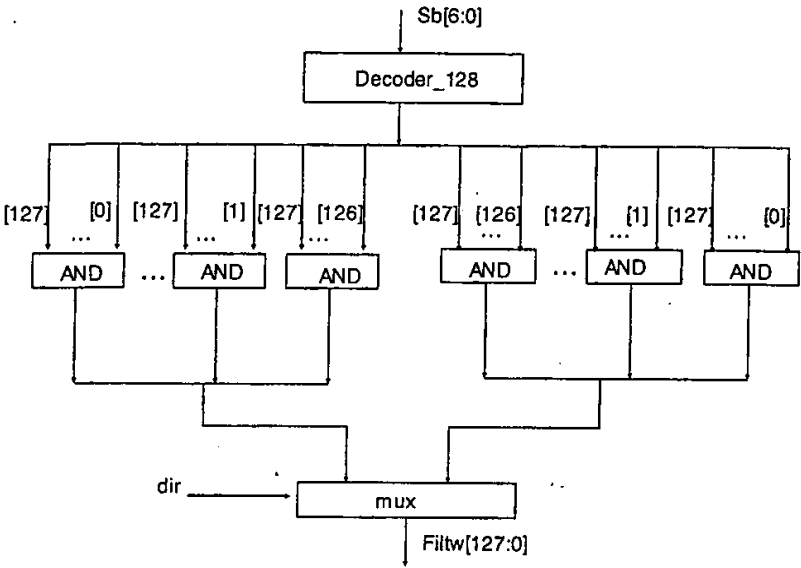 Sb[6:0]
Decoder_128
[127] [0] [127] [1] [127] [126] [127] [126] [127] [1] [127] [0]
... ... ... ... ... ...
AND ... AND AND AND ... AND AND
dir
mux
Filtw[127:0]